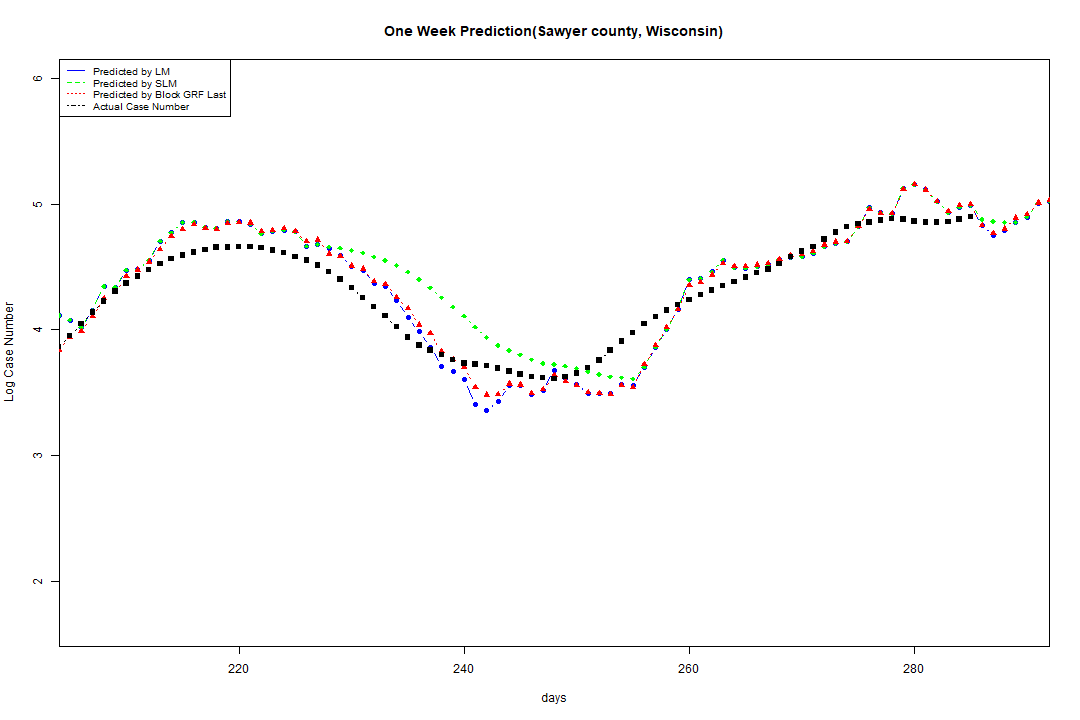 One Week Prediction(Sawyer county, Wisconsin)
Predicted by LM
Predicted by SLM
Predicted by Block GRF Last
Actual Case Number
6
5
4
3
2
Log Case Number
220 240 260 280
days